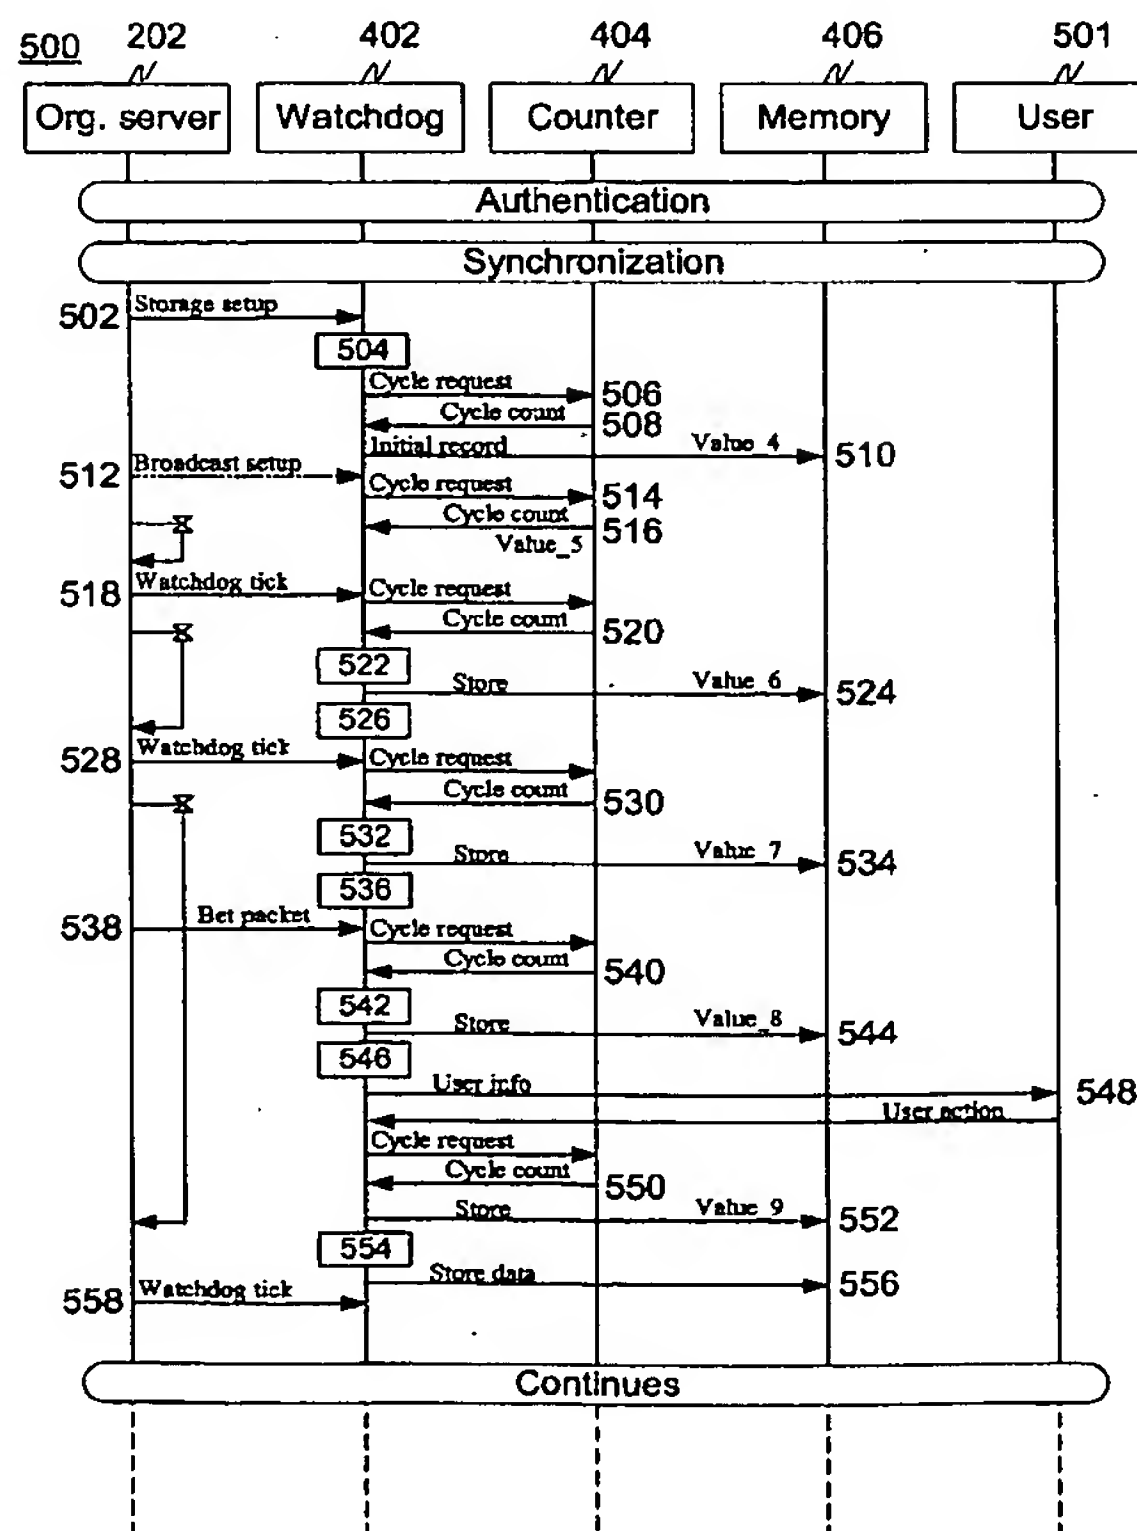 500 202 402 404 406 501
Org. server Watchdog Counter Memory User
Authentication
Synchronization
502 Storage setup
504
Cycle request 506
Cycle count 508
Initial record Value_4 510
512 Broadcast setup
Cycle request 514
Cycle count 516
Value_5
518 Watchdog tick Cycle request
Cycle count 520
522
Store Value_6 524
526
528 Watchdog tick Cycle request
Cycle count 530
532
Store Value_7 534
536
538 Bet packet Cycle request
Cycle count 540
542
Store Value_8 544
546
User info 548
User action
Cycle request
Cycle count 550
Store Value_9 552
554
Store data 556
558 Watchdog tick
Continues